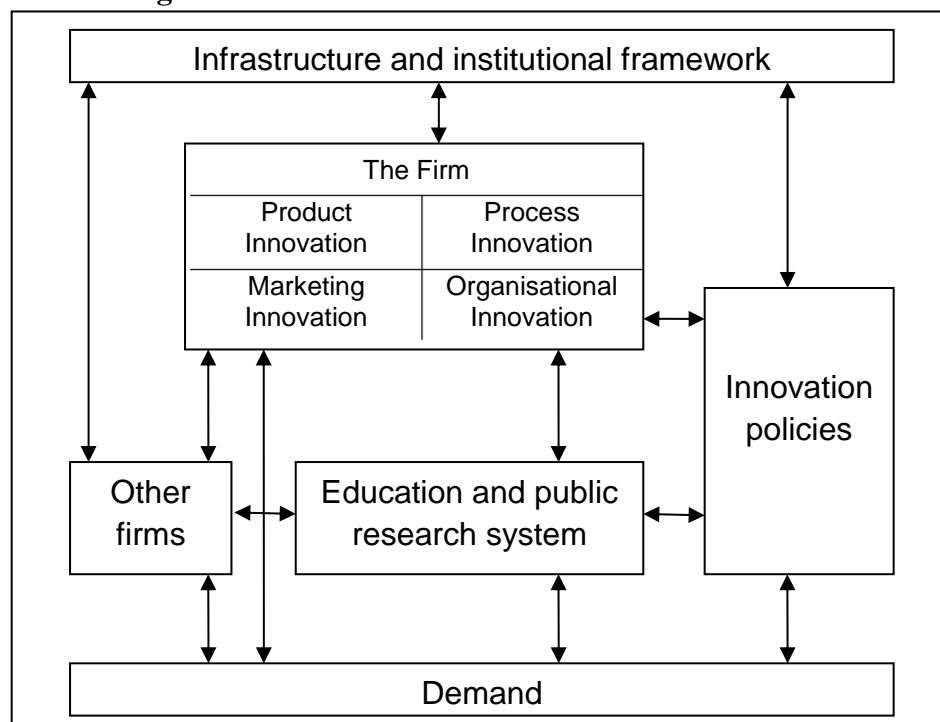 Infrastructure and institutional framework
The Firm
Product
Innovation
Process
Innovation
Marketing
Innovation
Organisational
Innovation
Innovation
policies
Other
firms
Education and public
research system
Demand